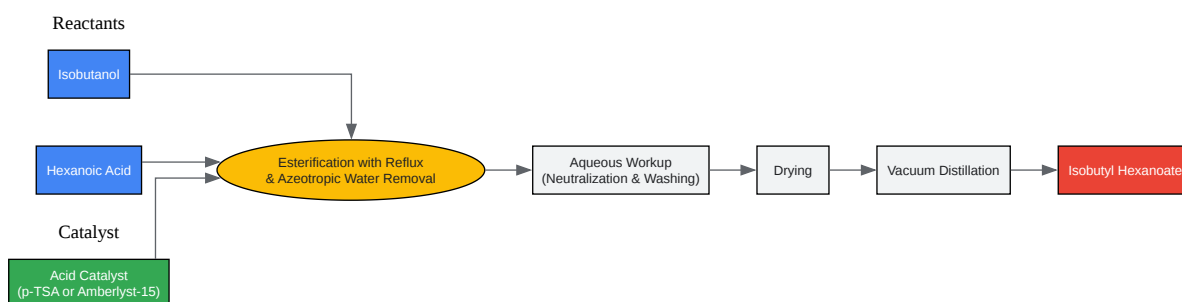 Reactants
Isobutanol
Hexanoic Acid
Catalyst
Acid Catalyst
(p-TSA or Amberlyst-15)
Esterification with Reflux
& Azeotropic Water Removal
Aqueous Workup
(Neutralization & Washing)
Drying
Vacuum Distillation
Isobutyl Hexanoate